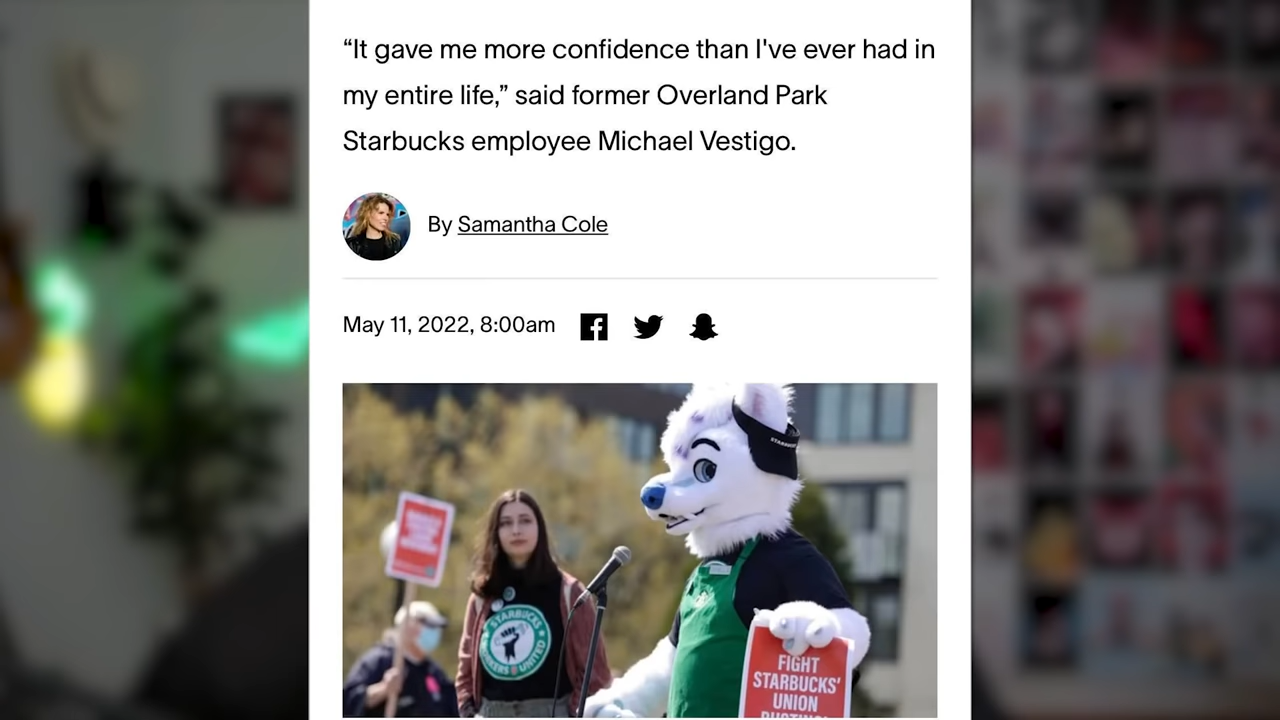 “It gave me more confidence than I've ever had in
my entire life,” said former Overland Park
Starbucks employee Michael Vestigo.
By Samantha Cole
May 11, 2022, 8:00am
STARBUCKS
UNITED
FIGHT
STARBUCKS'
UNION